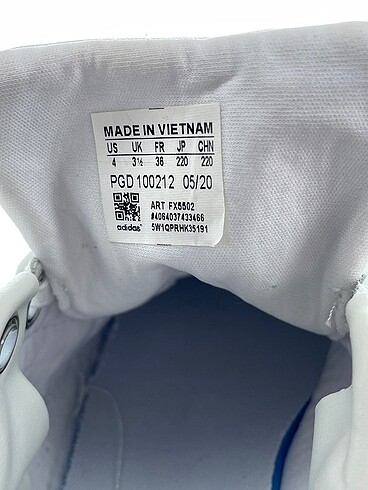 MADE IN VIETNAM
US UK FR JP CHN
4 3½ 36 220 220
PGD 100212 05/20
ART FX5502
#4064037433466
adidas 5W1QPRHK35191